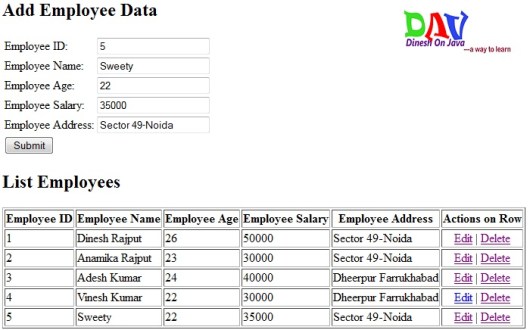 Add Employee Data
DAV
Dinesh On Java
...a way to learn
Employee ID: 5
Employee Name: Sweety
Employee Age: 22
Employee Salary: 35000
Employee Address: Sector 49-Noida
Submit
List Employees
Employee ID Employee Name Employee Age Employee Salary Employee Address Actions on Row
1 Dinesh Rajput 26 50000 Sector 49-Noida Edit | Delete
2 Anamika Rajput 23 30000 Sector 49-Noida Edit | Delete
3 Adesh Kumar 24 40000 Dheerpur Farrukhabad Edit | Delete
4 Vinesh Kumar 22 30000 Dheerpur Farrukhabad Edit | Delete
5 Sweety 22 35000 Sector 49-Noida Edit | Delete